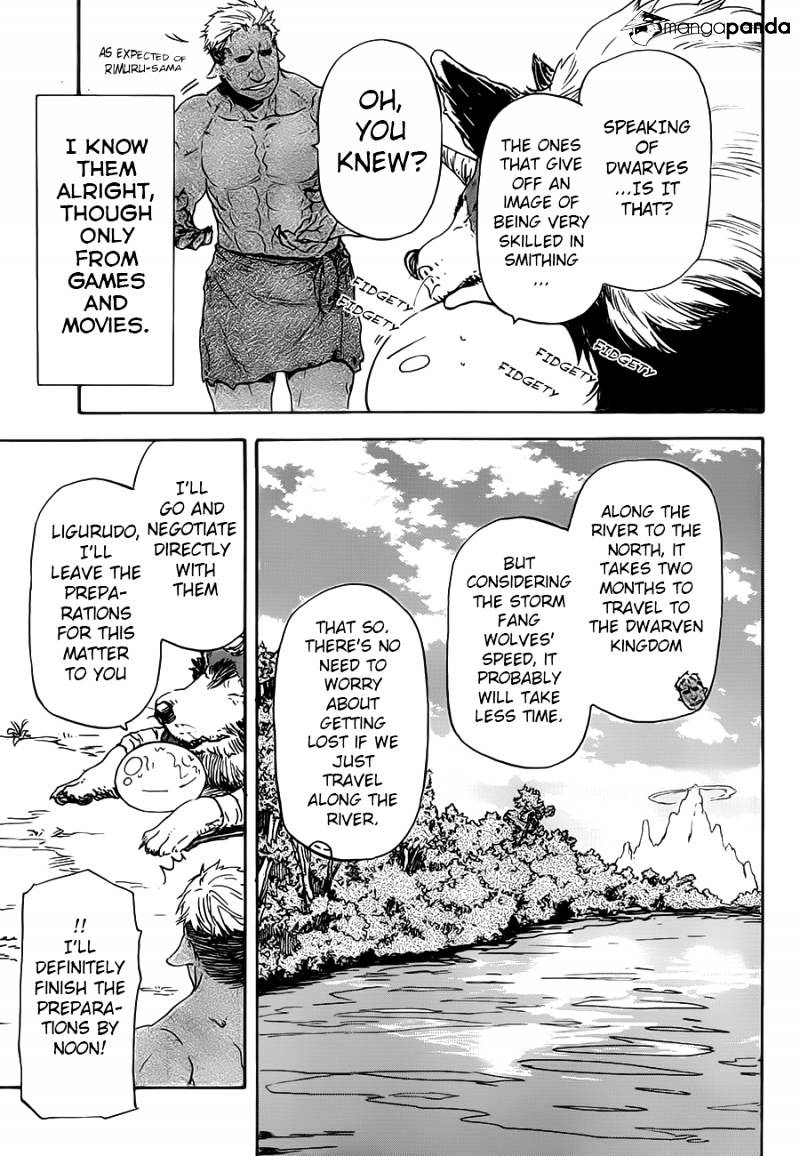 mangapanda
SPEAKING
OF
DWARVES
...IS IT
THAT?
THE ONES
THAT GIVE
OFF AN
IMAGE OF
BEING VERY
SKILLED IN
SMITHING
...
OH,
YOU
KNEW?
AS EXPECTED OF
RIMURU-SAMA
I KNOW
THEM
ALRIGHT,
THOUGH
ONLY
FROM
GAMES
AND
MOVIES.
FIDGETY
FIDGETY
FIDGETY
FIDGETY
FIDGETY
ALONG THE
RIVER TO THE
NORTH, IT
TAKES TWO
MONTHS TO
TRAVEL TO
THE DWARVEN
KINGDOM
BUT
CONSIDERING
THE STORM
FANG
WOLVES'
SPEED, IT
PROBABLY
WILL TAKE
LESS TIME.
THAT SO.
THERE'S NO
NEED TO
WORRY
ABOUT
GETTING
LOST IF WE
JUST
TRAVEL
ALONG THE
RIVER.
I'LL
GO AND
NEGOTIATE
DIRECTLY
WITH
THEM
LIGURUDO,
I'LL
LEAVE THE
PREPA-
RATIONS
FOR THIS
MATTER
TO YOU
!!
I'LL
DEFINITELY
FINISH THE
PREPARA-
TIONS BY
NOON!